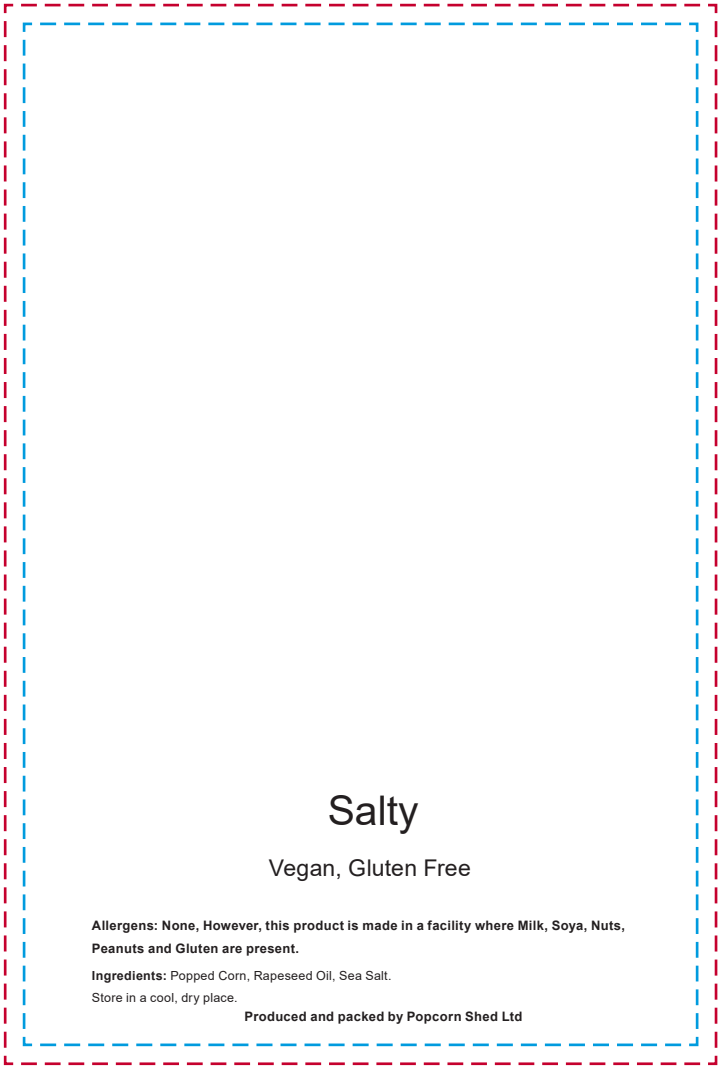 Salty
Vegan, Gluten Free
Allergens: None, However, this product is made in a facility where Milk, Soya, Nuts,
Peanuts and Gluten are present.
Ingredients: Popped Corn, Rapeseed Oil, Sea Salt.
Store in a cool, dry place.
Produced and packed by Popcorn Shed Ltd